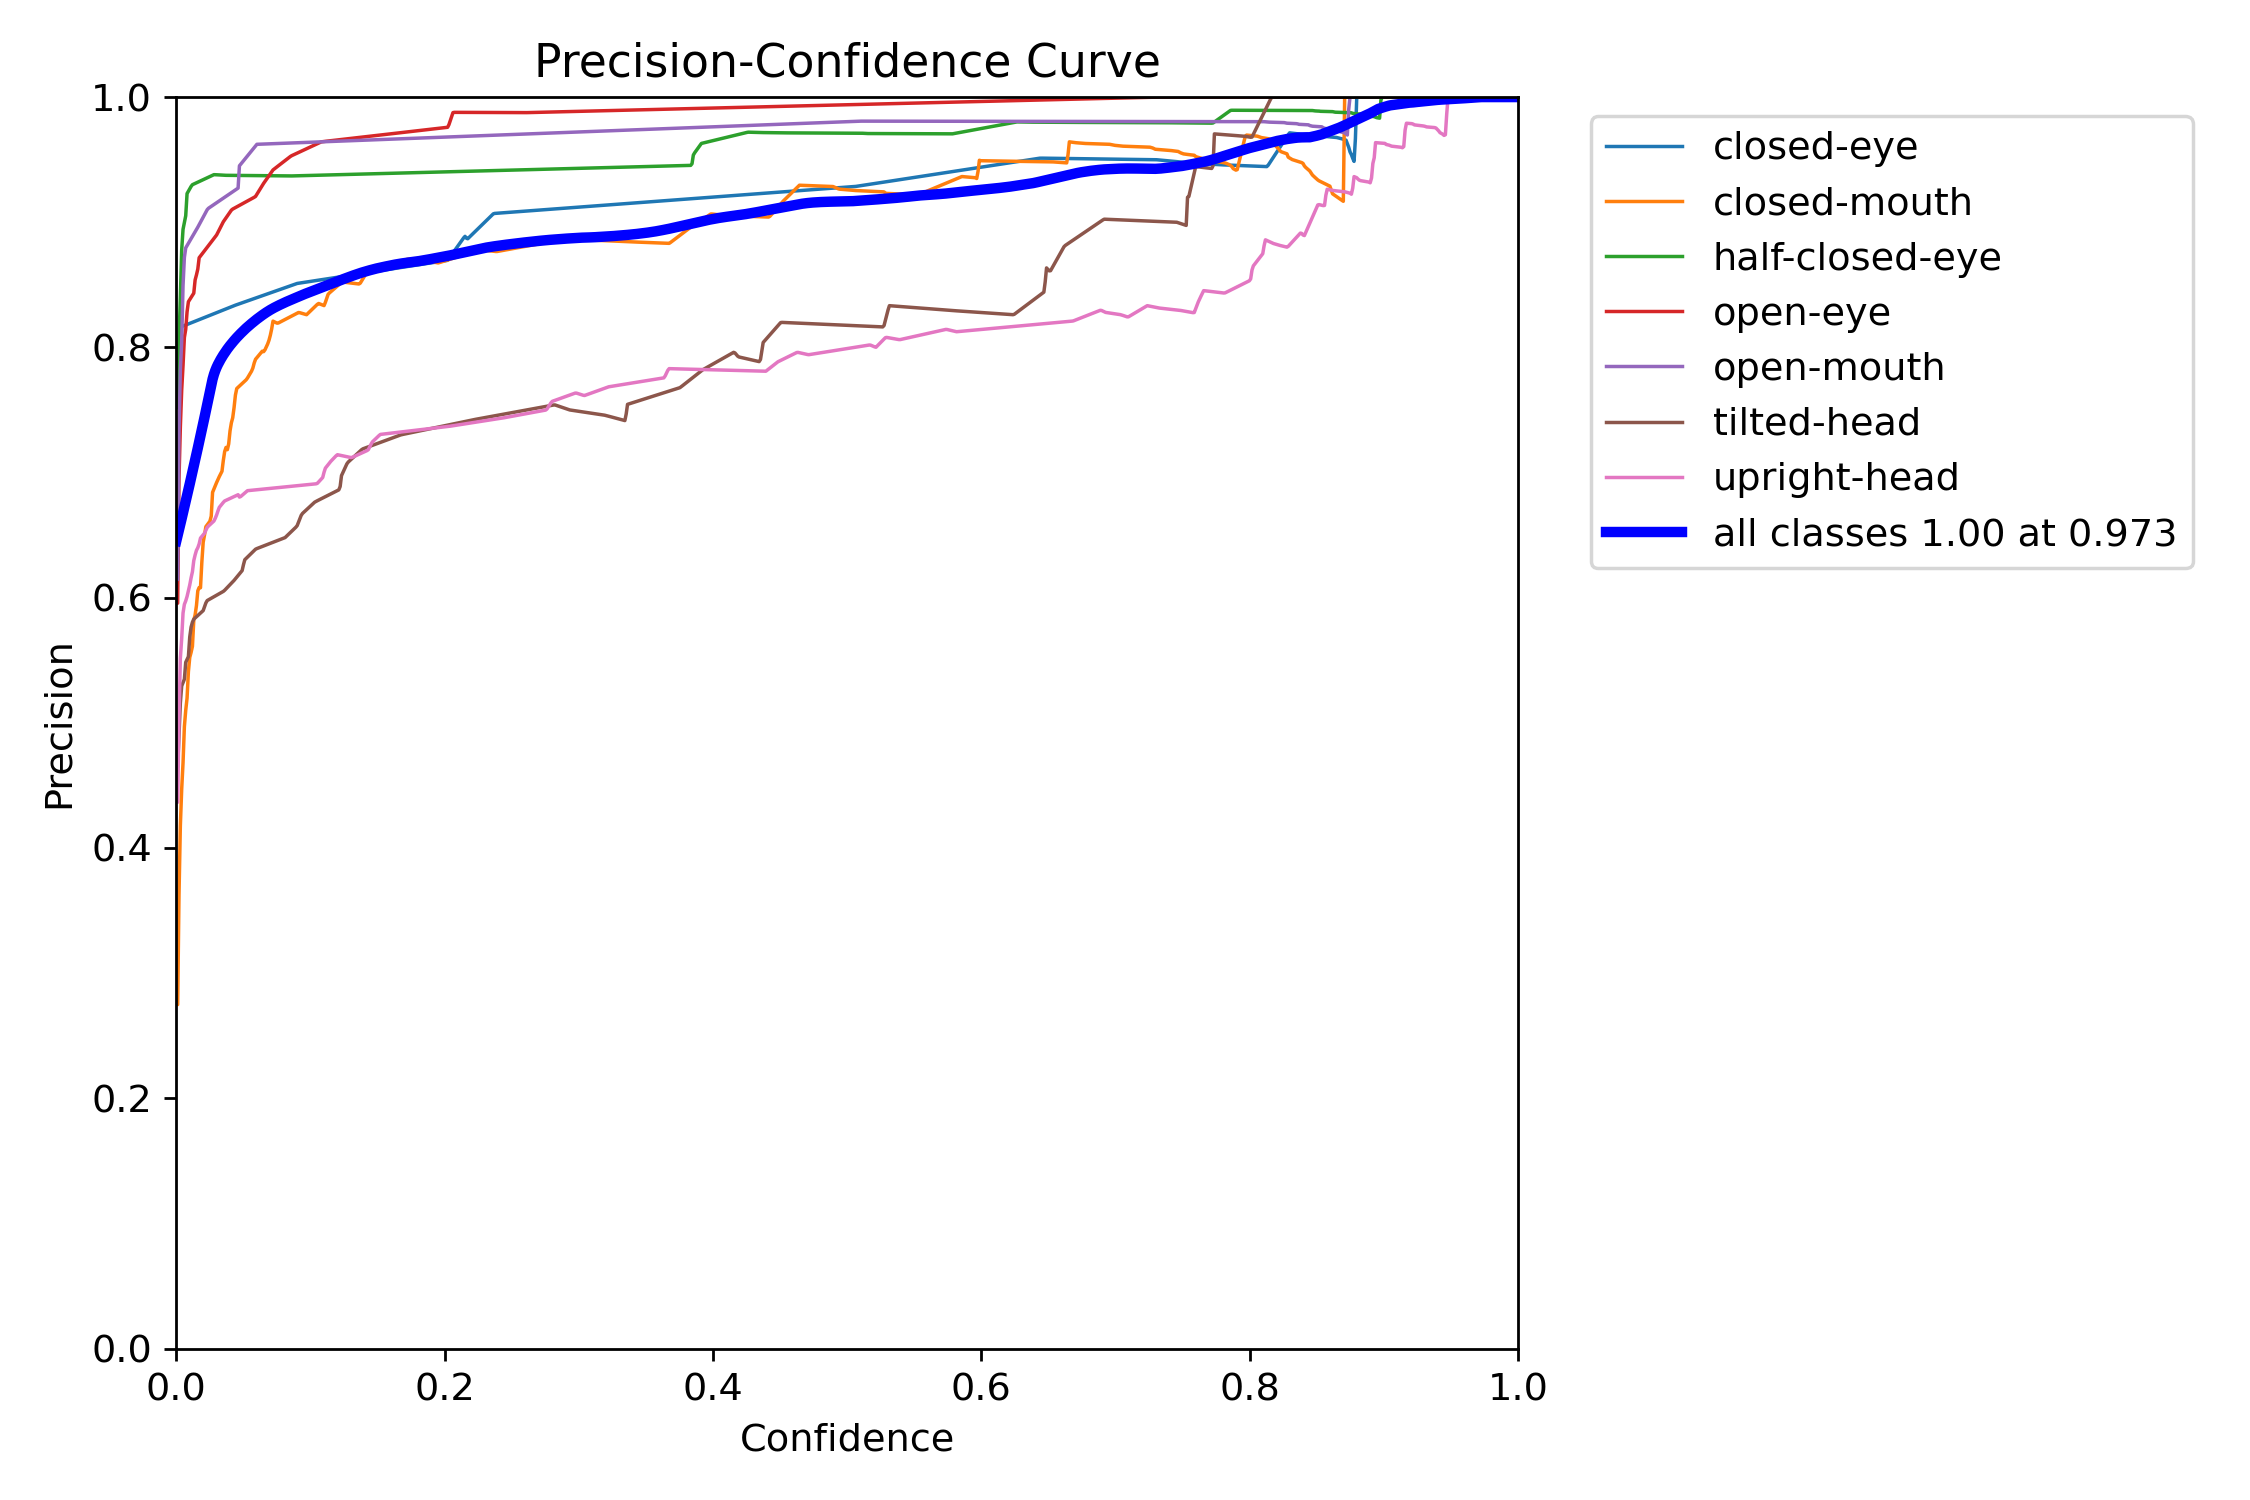 Precision-Confidence Curve
1.0
0.8
0.6
0.4
0.2
0.0
Precision
0.0 0.2 0.4 0.6 0.8 1.0
Confidence
closed-eye
closed-mouth
half-closed-eye
open-eye
open-mouth
tilted-head
upright-head
all classes 1.00 at 0.973